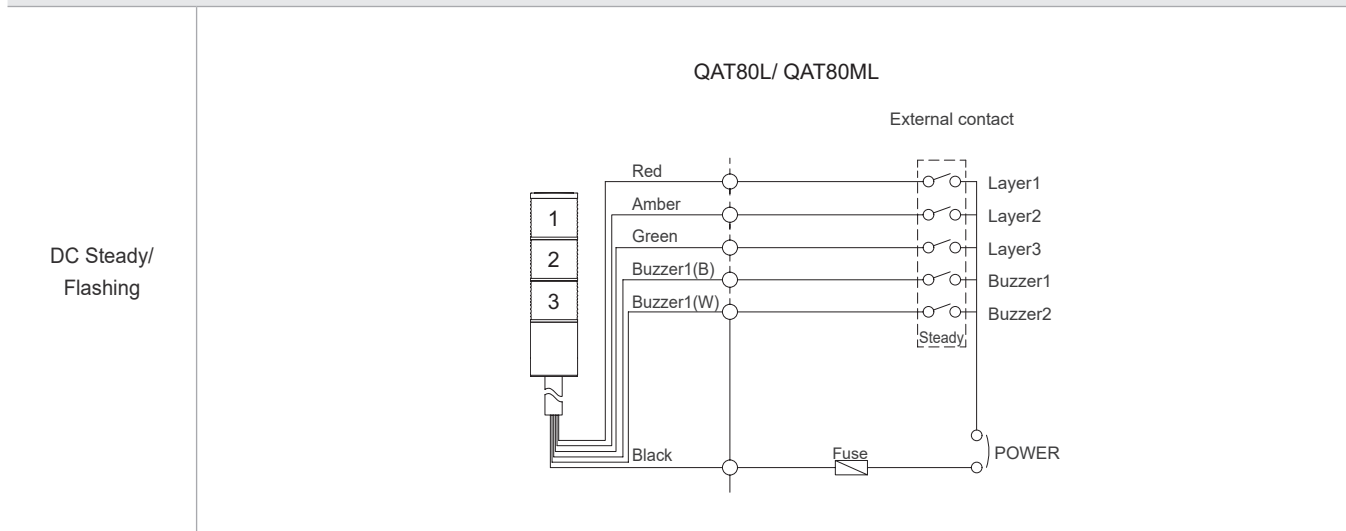 QAT80L/ QAT80ML
External contact
Red
Layer1
Amber
Layer2
1
Green
Layer3
2
Buzzer1(B)
Buzzer1
3
Buzzer1(W)
Buzzer2
Steady
DC Steady/
Flashing
Black
Fuse
POWER